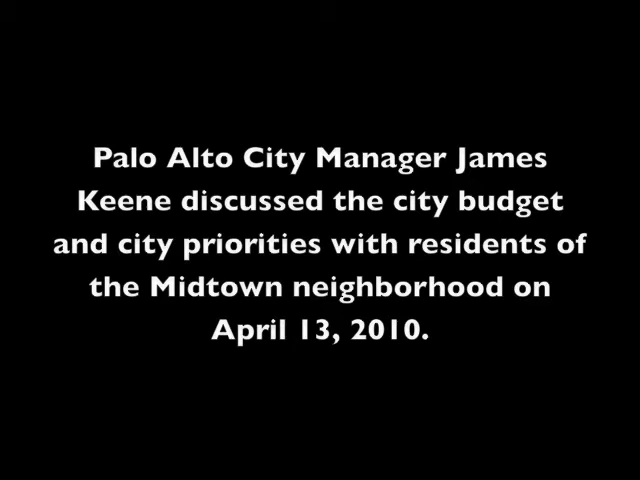 Palo Alto City Manager James
Keene discussed the city budget
and city priorities with residents of
the Midtown neighborhood on
April 13, 2010.